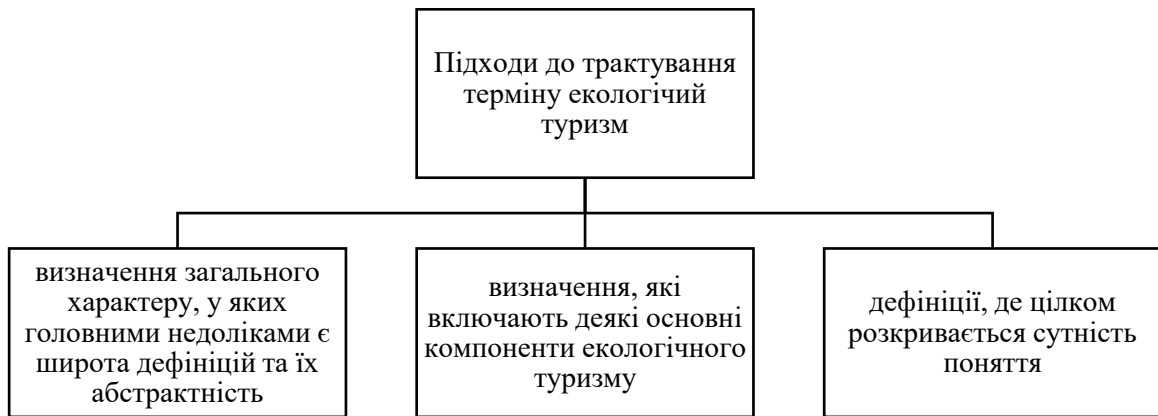 Підходи до трактування
терміну екологічий
туризм
визначення загального
характеру, у яких
головними недоліками є
широта дефініцій та їх
абстрактність
визначення, які
включають деякі основні
компоненти екологічного
туризму
дефініції, де цілком
розкривається сутність
поняття